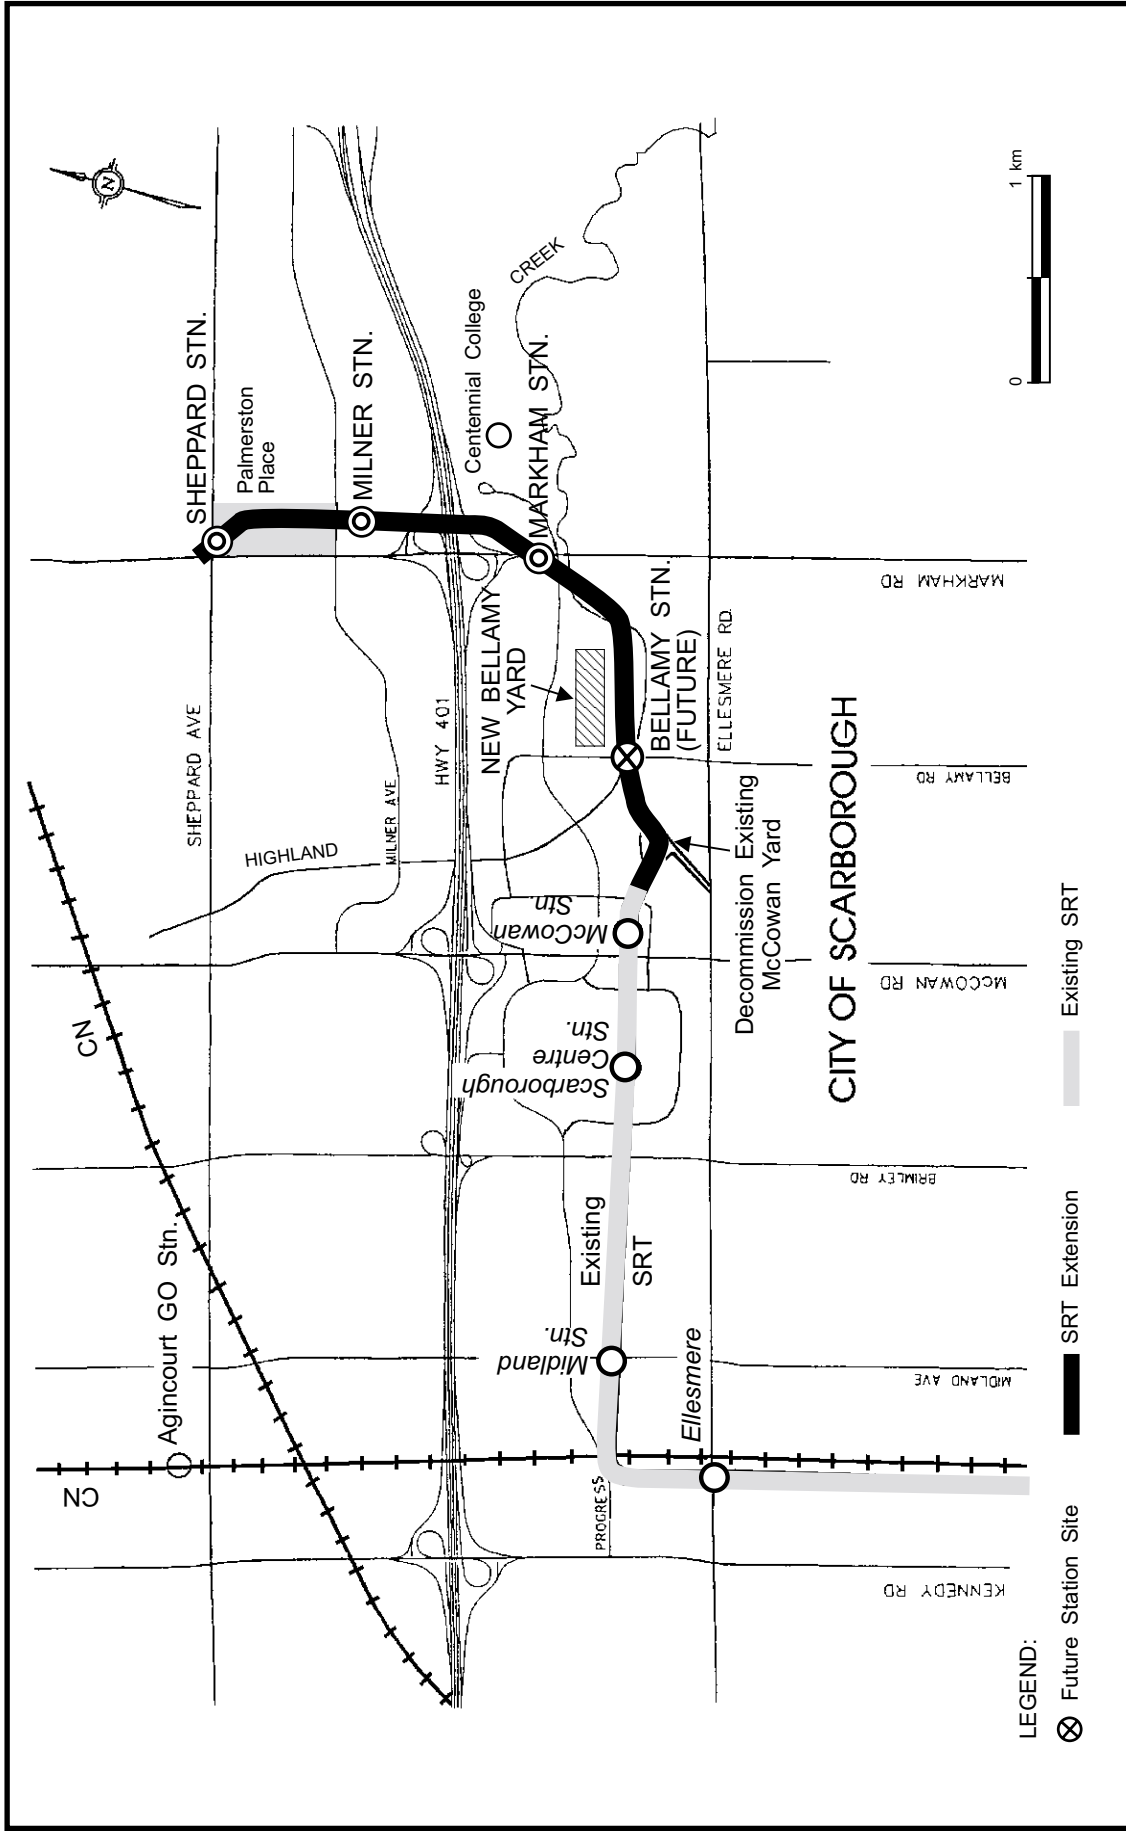 CN
Agincourt GO Stn.
CN
SHEPPARD AVE
SHEPPARD STN.
Palmerston
Place
N
HIGHLAND
MILNER AVE
MILNER STN.
HWY 401
NEW BELLAMY
YARD
Centennial College
CREEK
MARKHAM STN.
Midland
Stn.
Scarborough
Centre
Stn.
McCowan
Stn.
PROGRESS
Existing
SRT
Ellesmere
BELLAMY STN.
(FUTURE)
ELLESMERE RD.
Decommission Existing
McCowan Yard
KENNEDY RD
MIDLAND AVE
BRIMLEY RD
McCOWAN RD
BELLAMY RD
MARKHAM RD
CITY OF SCARBOROUGH
0
1 km
LEGEND:
Future Station Site
SRT Extension
Existing SRT